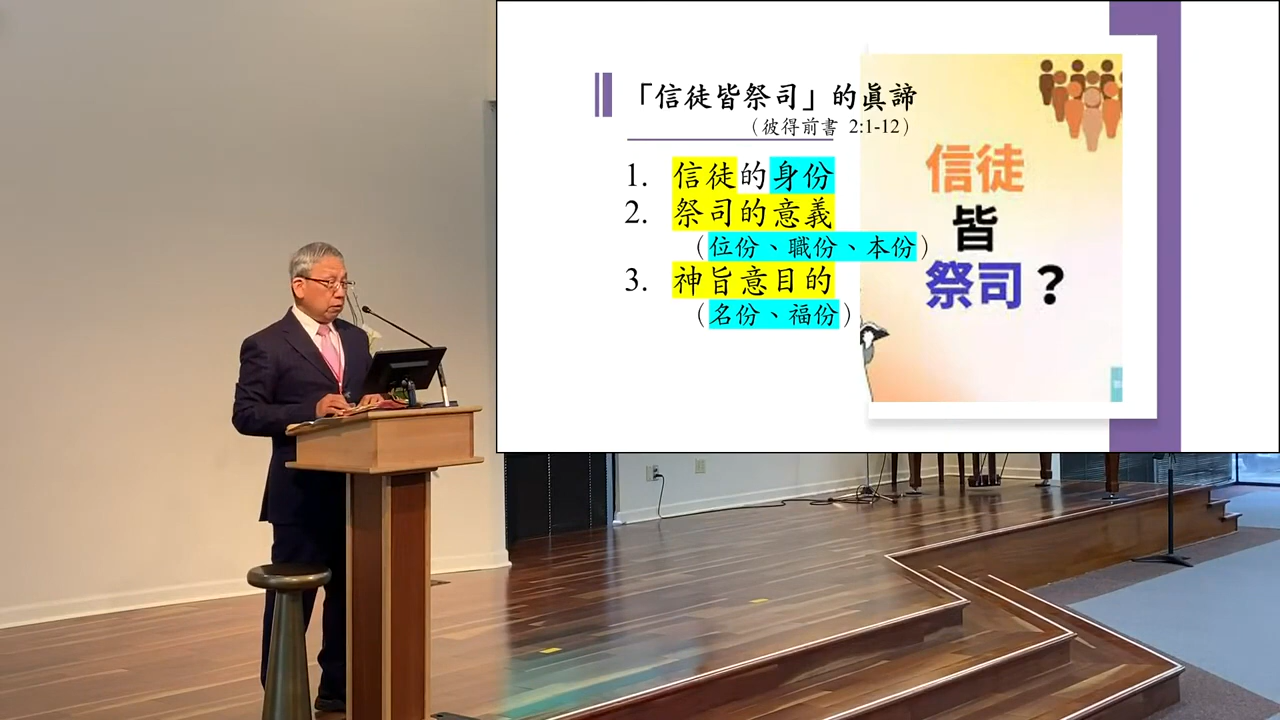 「信徒皆祭司」的眞諦
（彼得前書 2:1-12）
1. 信徒的身份
2. 祭司的意義
（位份、職份、本份）
3. 神旨意目的
（名份、福份）
信徒
皆
祭司？